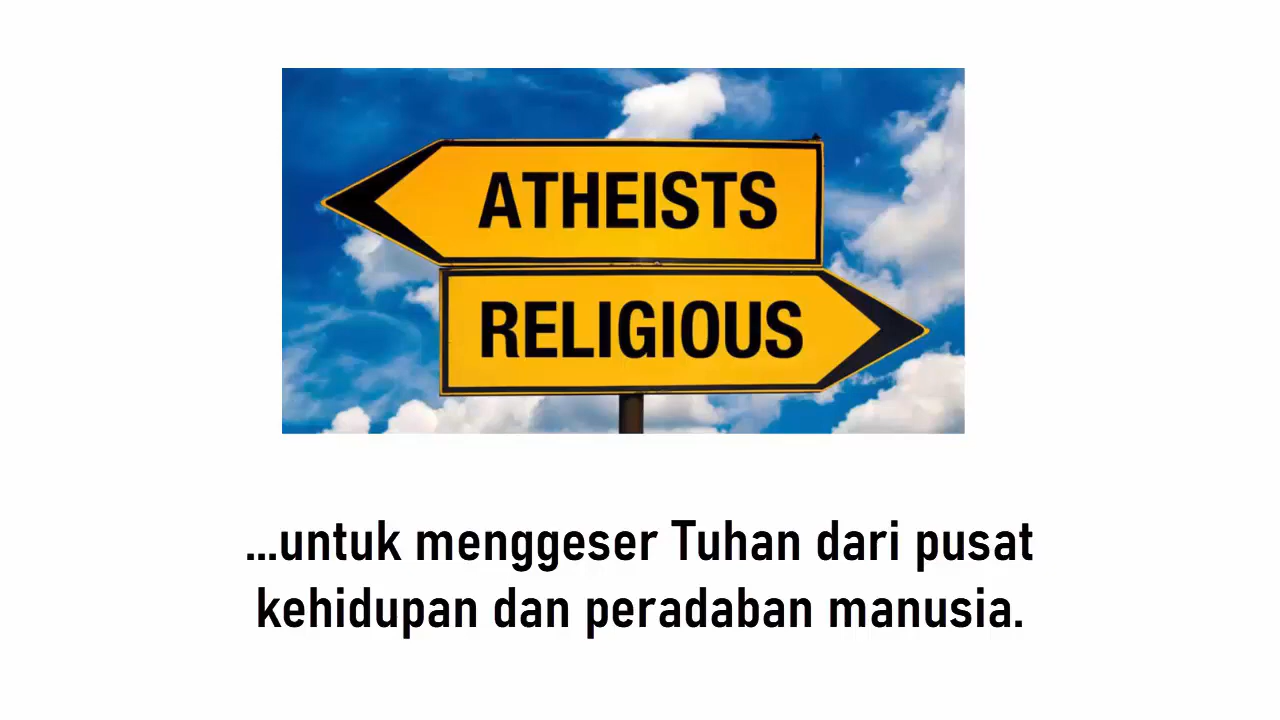 ATHEISTS
RELIGIOUS
...untuk menggeser Tuhan dari pusat
kehidupan dan peradaban manusia.